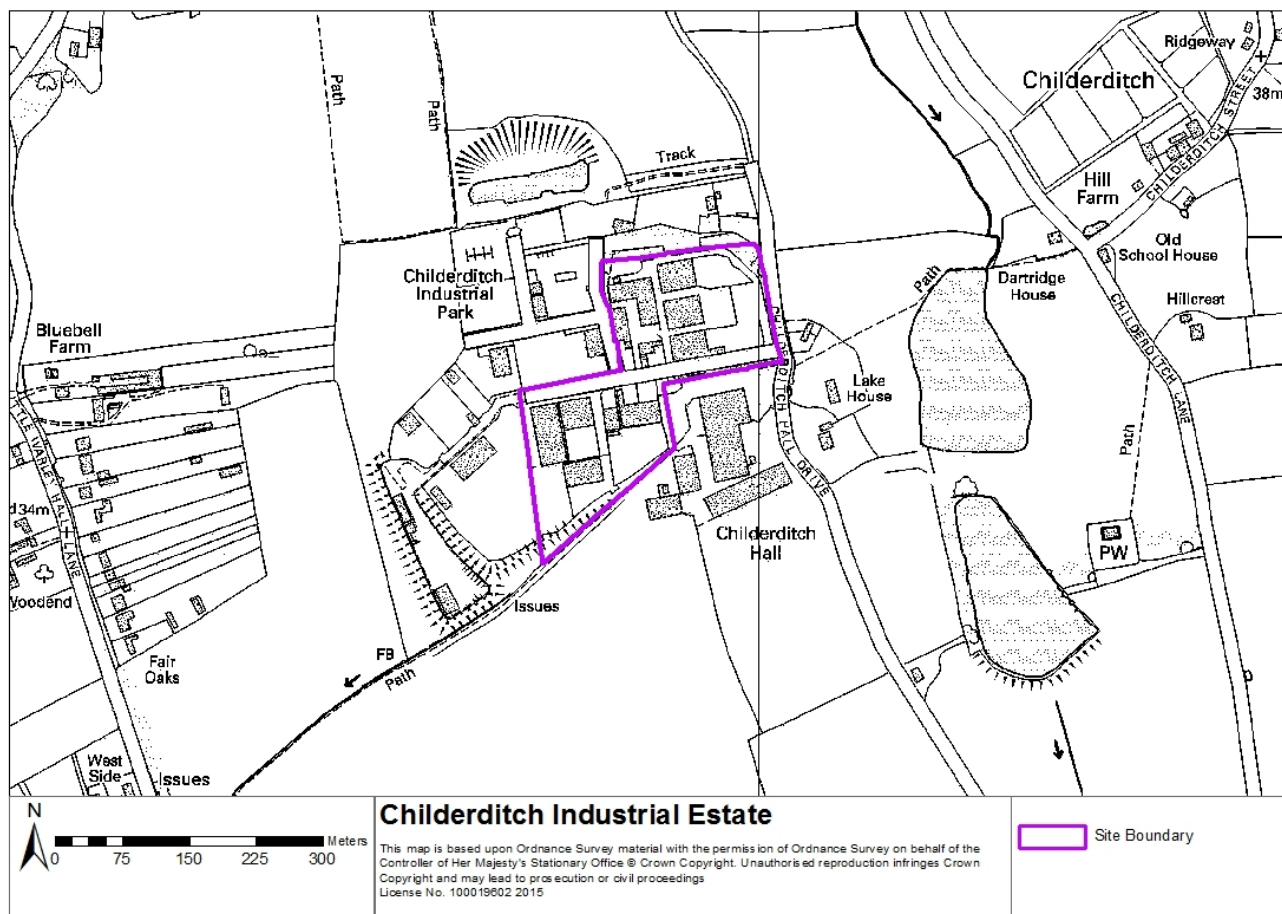 Ridgeway
Childerditch
38m
CHILDERDITCH STREET
Path
Path
Track
Hill
Farm
Old
School House
Childerditch
Industrial
Park
Path
Dartridge
House
Hillcrest
Bluebell
Farm
CHILDERDITCH HALL DRIVE
CHILDERDITCH LANE
Lake
House
Path
34m
HALL LANE
Childerditch
Hall
PW
Woodend
Issues
Fair
Oaks
FB
Path
West
Side
Issues
N
0 75 150 225 300 Meters
Childerditch Industrial Estate
This map is based upon Ordnance Survey material with the permission of Ordnance Survey on behalf of the
Controller of Her Majesty's Stationary Office © Crown Copyright. Unauthorised reproduction infringes Crown
Copyright and may lead to prosecution or civil proceedings
License No. 100019602 2015
Site Boundary